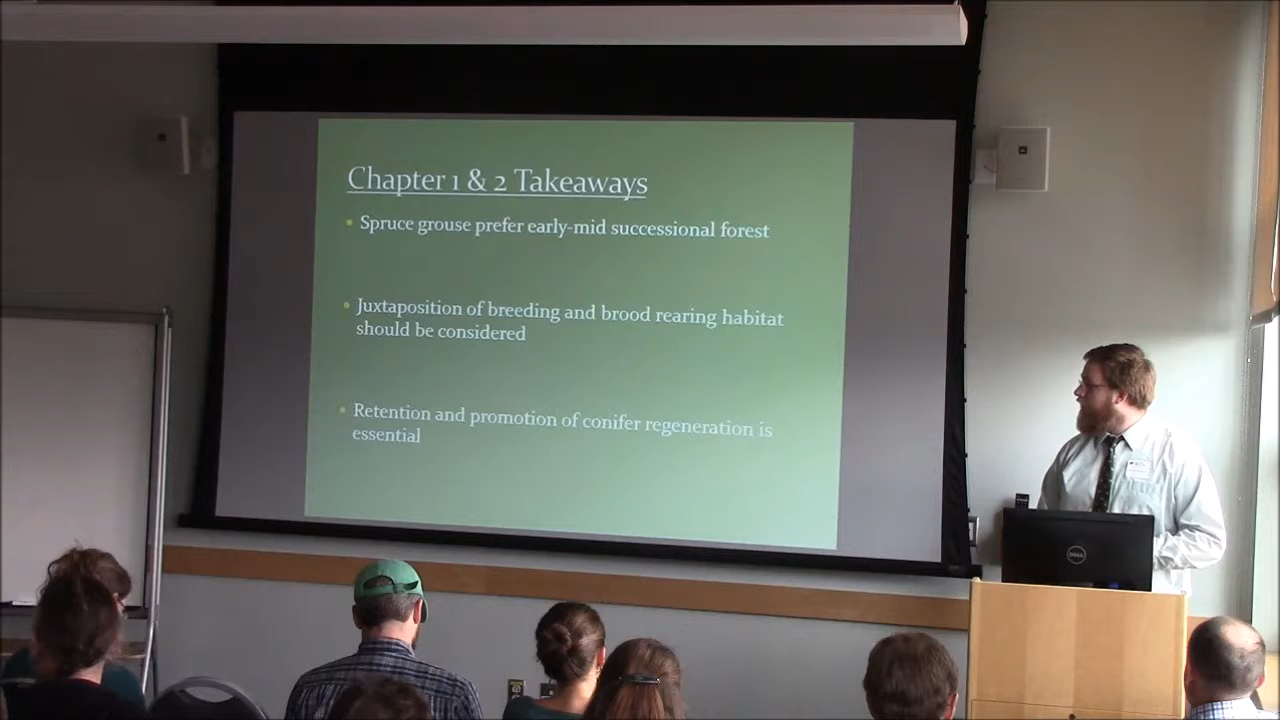 Chapter 1 & 2 Takeaways
• Spruce grouse prefer early-mid successional forest
• Juxtaposition of breeding and brood rearing habitat
should be considered
• Retention and promotion of conifer regeneration is
essential
DELL